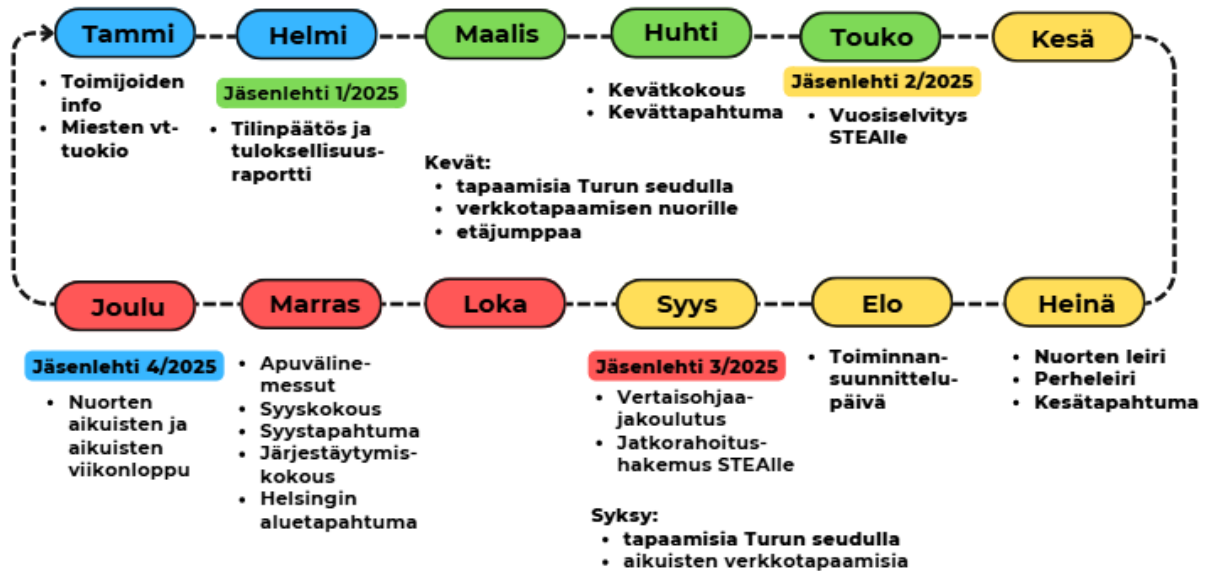 Tammi
Helmi
Maalis
Huhti
Touko
Kesä
• Toimijoiden
info
• Miesten vt-
tuokio
Jäsenlehti 1/2025
• Tilinpäätös ja
tuloksellisuus-
raportti
Kevät:
• tapaamisia Turun seudulla
• verkkotapaamisen nuorille
• etäjumppaa
• Kevätkokous
• Kevättapahtuma
Jäsenlehti 2/2025
• Vuosiselvitys
STEAlle
Joulu
Marras
Loka
Syys
Elo
Heinä
Jäsenlehti 4/2025
• Nuorten
aikuisten ja
aikuisten
viikonloppu
• Apuväline-
messut
• Syyskokous
• Syystapahtuma
• Järjestäytymis-
kokous
• Helsingin
aluetapahtuma
Jäsenlehti 3/2025
• Vertaisohjaa-
jakoulutus
• Jatkorahoitus-
hakemus STEAlle
Syksy:
• tapaamisia Turun seudulla
• aikuisten verkkotapaamisia
• Toiminnan-
suunnittelu-
päivä
• Nuorten leiri
• Perheleiri
• Kesätapahtuma